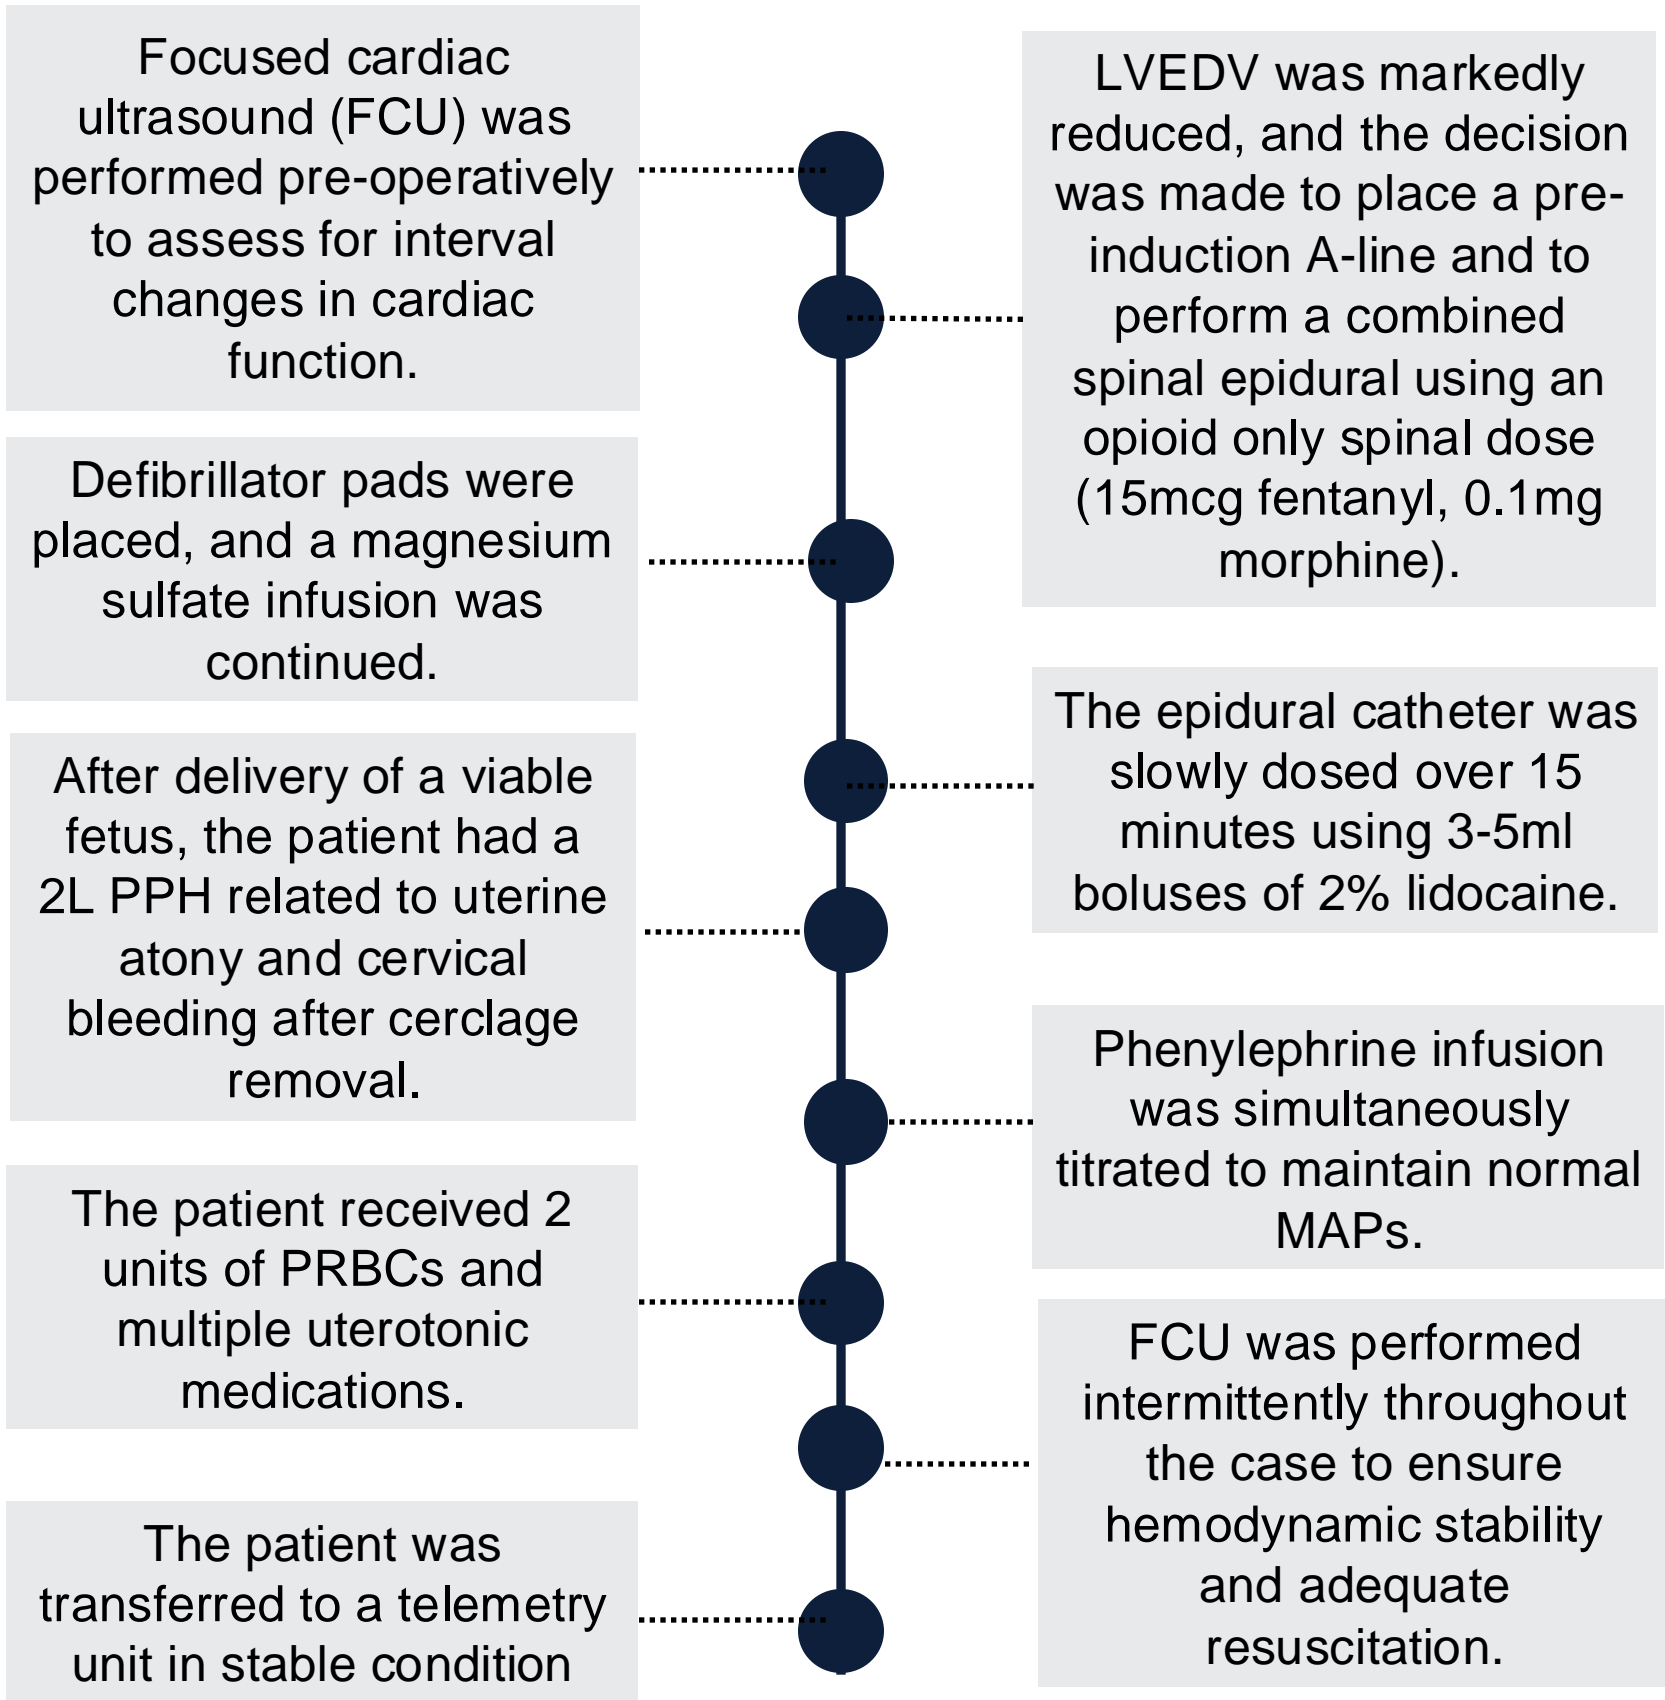 Focused cardiac
ultrasound (FCU) was
performed pre-operatively
to assess for interval
changes in cardiac
function.
LVEDV was markedly
reduced, and the decision
was made to place a pre-
induction A-line and to
perform a combined
spinal epidural using an
opioid only spinal dose
(15mcg fentanyl, 0.1mg
morphine).
Defibrillator pads were
placed, and a magnesium
sulfate infusion was
continued.
The epidural catheter was
slowly dosed over 15
minutes using 3-5ml
boluses of 2% lidocaine.
After delivery of a viable
fetus, the patient had a
2L PPH related to uterine
atony and cervical
bleeding after cerclage
removal.
Phenylephrine infusion
was simultaneously
titrated to maintain normal
MAPs.
The patient received 2
units of PRBCs and
multiple uterotonic
medications.
FCU was performed
intermittently throughout
the case to ensure
hemodynamic stability
and adequate
resuscitation.
The patient was
transferred to a telemetry
unit in stable condition